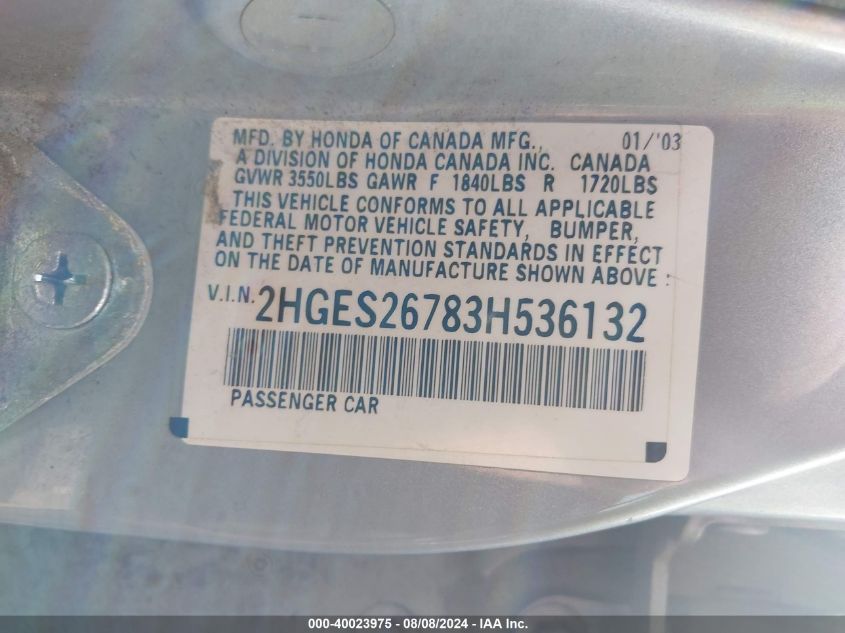 MFD. BY HONDA OF CANADA MFG., 01/'03
A DIVISION OF HONDA CANADA INC. CANADA
GVWR 3550LBS GAWR F 1840LBS R 1720LBS
THIS VEHICLE CONFORMS TO ALL APPLICABLE
FEDERAL MOTOR VEHICLE SAFETY, BUMPER,
AND THEFT PREVENTION STANDARDS IN EFFECT
ON THE DATE OF MANUFACTURE SHOWN ABOVE :
V.I.N. 2HGES26783H536132
PASSENGER CAR
000-40023975 - 08/08/2024 - IAA Inc.